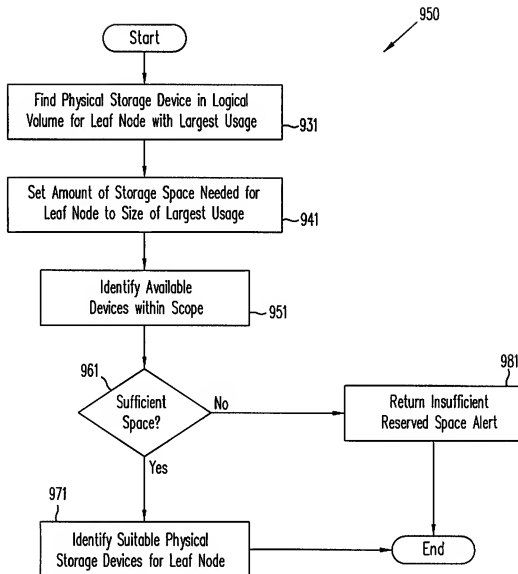 950
Start
Find Physical Storage Device in Logical
Volume for Leaf Node with Largest Usage
931
Set Amount of Storage Space Needed for
Leaf Node to Size of Largest Usage
941
Identify Available
Devices within Scope
951
961
Sufficient
Space?
No
Yes
981
Return Insufficient
Reserved Space Alert
971
Identify Suitable Physical
Storage Devices for Leaf Node
End